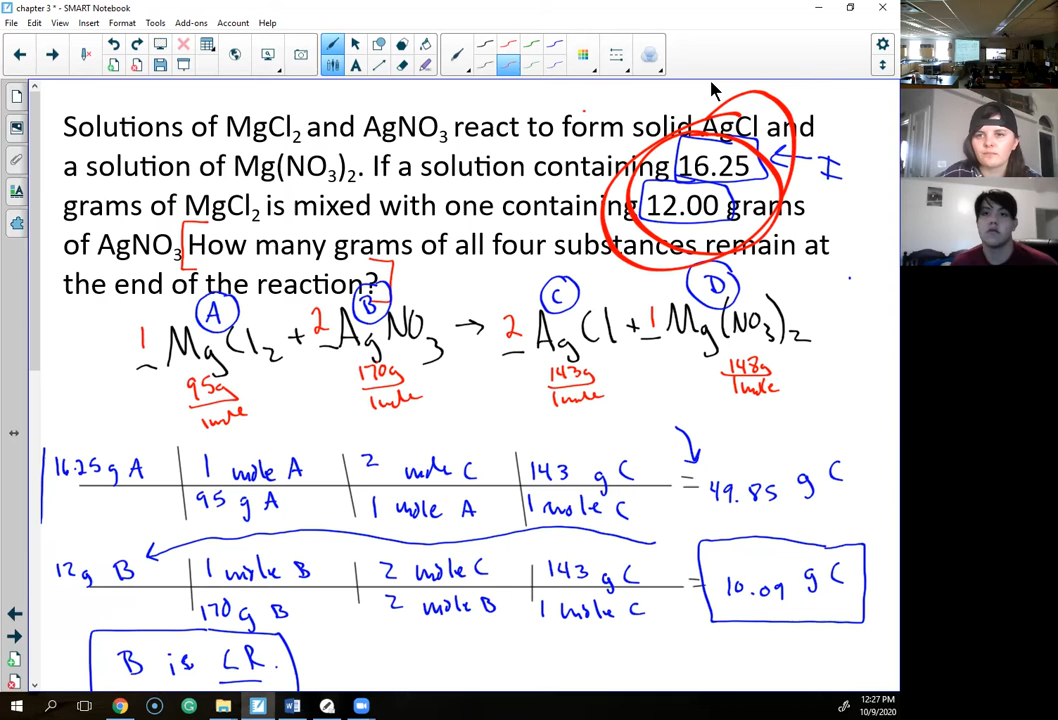 chapter 3 * - SMART Notebook
File Edit View Insert Format Tools Add-ons Account Help
Solutions of MgCl₂ and AgNO₃ react to form solid AgCl and
a solution of Mg(NO₃)₂. If a solution containing 16.25
grams of MgCl₂ is mixed with one containing 12.00 grams
of AgNO₃ How many grams of all four substances remain at
the end of the reaction?
I
A B C D
1 MgCl₂ + 2 AgNO₃ → 2 AgCl + 1 Mg(NO₃)₂
95g 170g 143g 148g
1 mole 1 mole 1 mole 1 mole
16.25 g A 1 mole A 2 mole C 143 g C = 49.85 g C
95 g A 1 mole A 1 mole C
12 g B 1 mole B 2 mole C 143 g C = 10.09 g C
170 g B 2 mole B 1 mole C
B is LR.
12:27 PM
10/9/2020